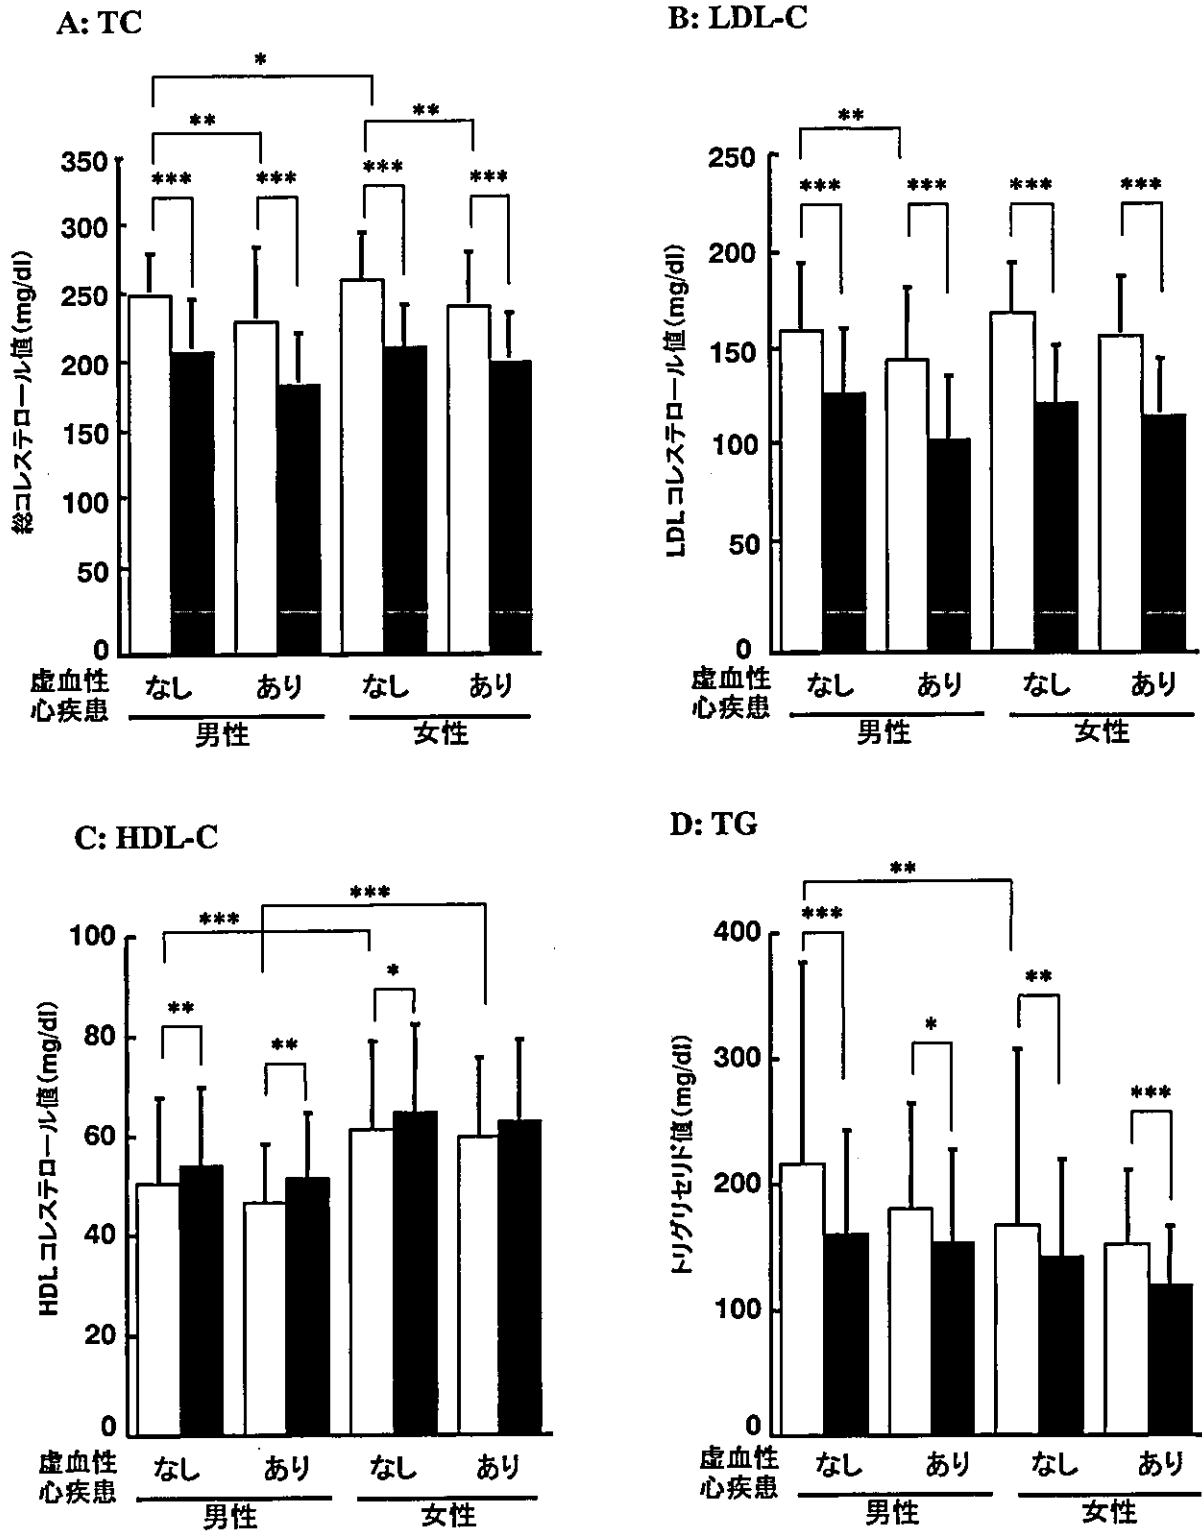 A: TC
*
**
**
***
***
***
***
350
300
250
200
150
100
50
0
総コレステロール値(mg/dl)
虚血性
心疾患
なし
あり
なし
あり
男性
女性
B: LDL-C
**
***
***
***
***
250
200
150
100
50
0
LDLコレステロール値(mg/dl)
虚血性
心疾患
なし
あり
なし
あり
男性
女性
C: HDL-C
***
***
*
**
**
100
80
60
40
20
0
HDLコレステロール値(mg/dl)
虚血性
心疾患
なし
あり
なし
あり
男性
女性
D: TG
**
***
**
*
***
400
300
200
100
0
トリグリセリド値(mg/dl)
虚血性
心疾患
なし
あり
なし
あり
男性
女性